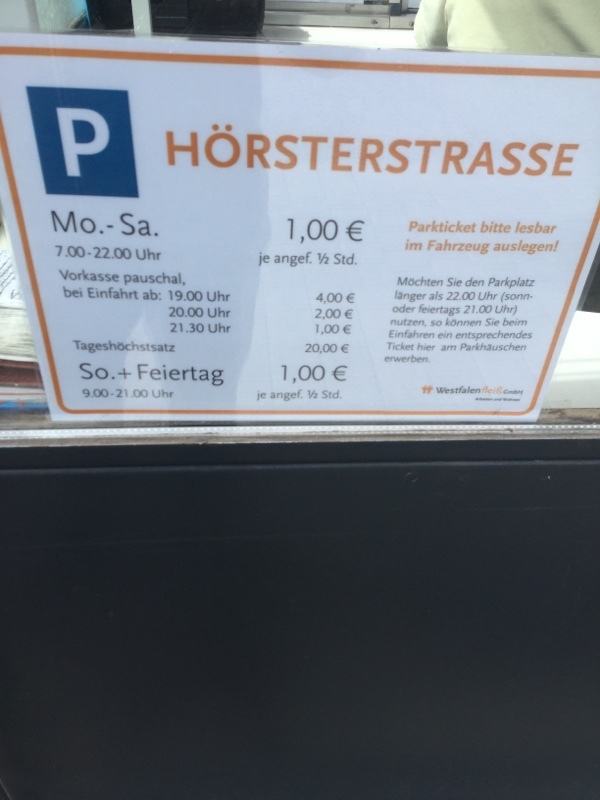 P
HÖRSTERSTRASSE
Mo.- Sa.
7.00-22.00 Uhr
1,00 €
je angef. ½ Std.
Vorkasse pauschal,
bei Einfahrt ab: 19.00 Uhr 4,00 €
20.00 Uhr 2,00 €
21.30 Uhr 1,00 €
Tageshöchstsatz 20,00 €
So.+ Feiertag 1,00 €
9.00-21.00 Uhr je angef. ½ Std.
Parkticket bitte lesbar
im Fahrzeug auslegen!
Möchten Sie den Parkplatz
länger als 22.00 Uhr (sonn-
oder feiertags 21.00 Uhr)
nutzen, so können Sie beim
Einfahren ein entsprechendes
Ticket hier am Parkhäuschen
erwerben.
Westfalenfleiß GmbH
Arbeiten und Wohnen